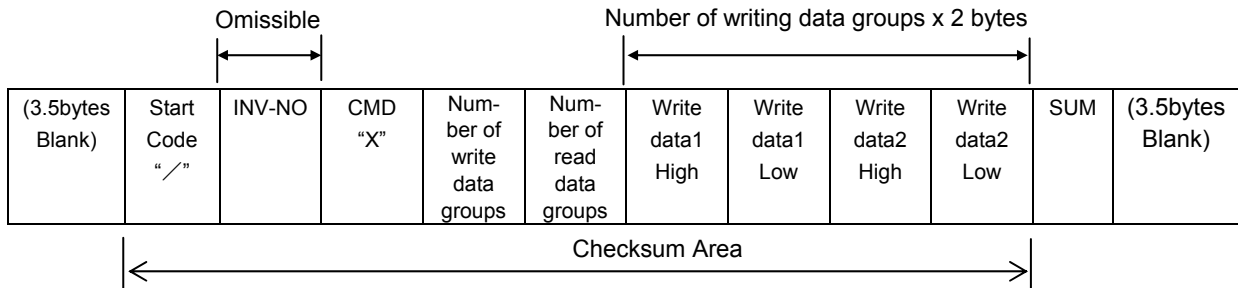 Omissible
Number of writing data groups x 2 bytes
(3.5bytes
Blank)
Start
Code
“／”
INV-NO
CMD
“X”
Num-
ber of
write
data
groups
Num-
ber of
read
data
groups
Write
data1
High
Write
data1
Low
Write
data2
High
Write
data2
Low
SUM
(3.5bytes
Blank)
Checksum Area